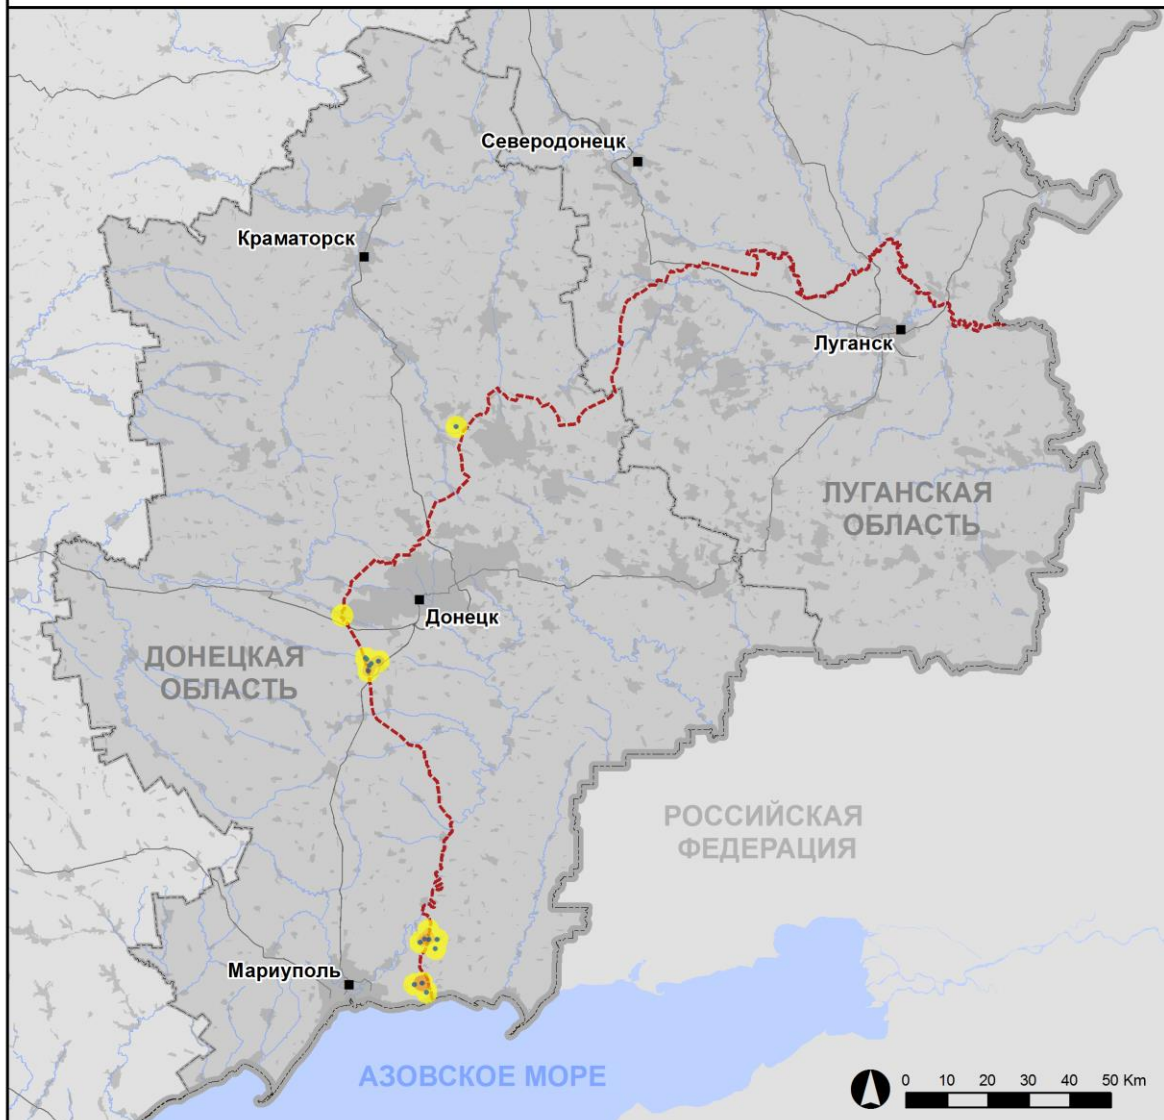 Северодонецк
Краматорск
Луганск
ЛУГАНСКАЯ
ОБЛАСТЬ
Донецк
ДОНЕЦКАЯ
ОБЛАСТЬ
РОССИЙСКАЯ
ФЕДЕРАЦИЯ
Мариуполь
АЗОВСКОЕ МОРЕ
0 10 20 30 40 50 Km